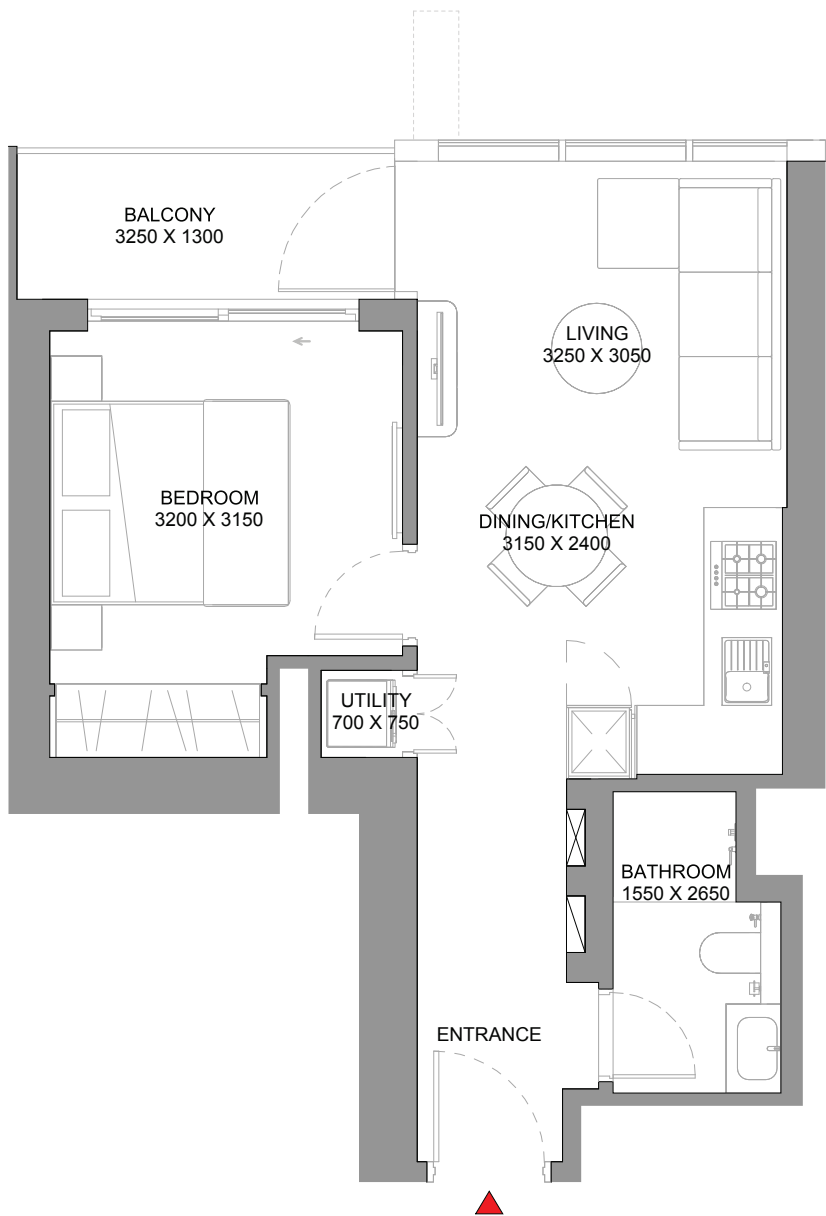 BALCONY
3250 X 1300
LIVING
3250 X 3050
BEDROOM
3200 X 3150
DINING/KITCHEN
3150 X 2400
UTILITY
700 X 750
BATHROOM
1550 X 2650
ENTRANCE